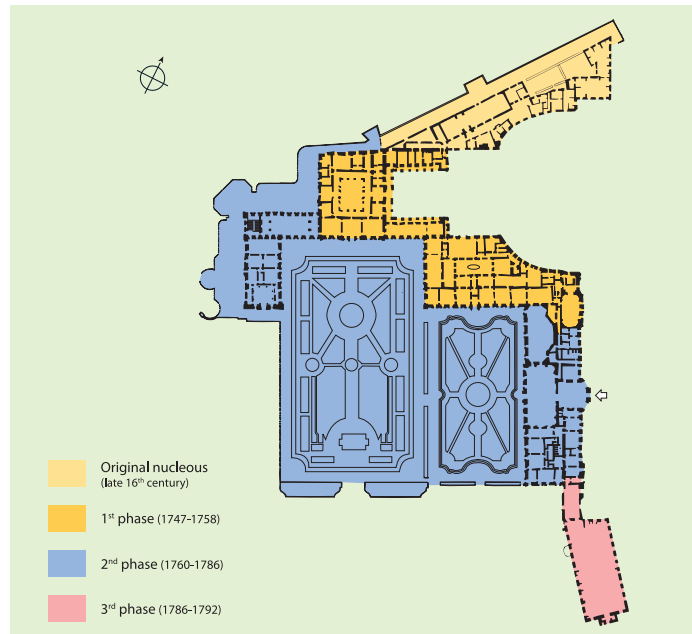 Original nucleous
(late 16th century)
1st phase (1747-1758)
2nd phase (1760-1786)
3rd phase (1786-1792)